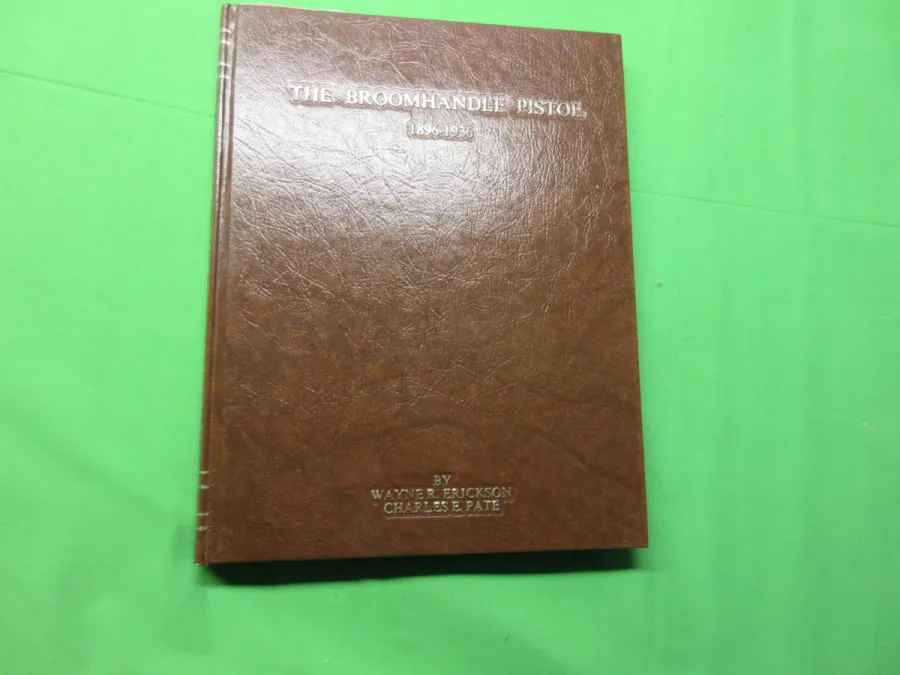 THE BROOMHANDLE PISTOL
1896-1936
BY
WAYNE R. ERICKSON
CHARLES E. PATE